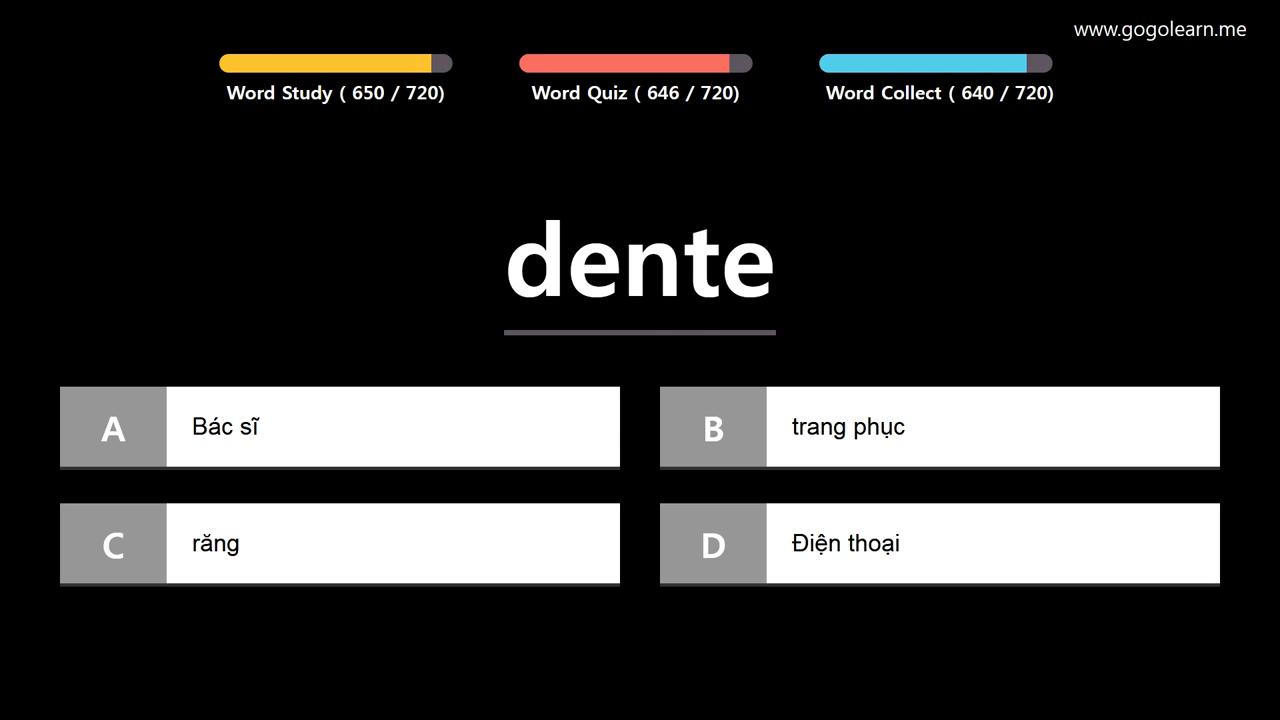 www.gogolearn.me
Word Study ( 650 / 720)
Word Quiz ( 646 / 720)
Word Collect ( 640 / 720)
dente
A Bác sĩ
B trang phục
C răng
D Điện thoại